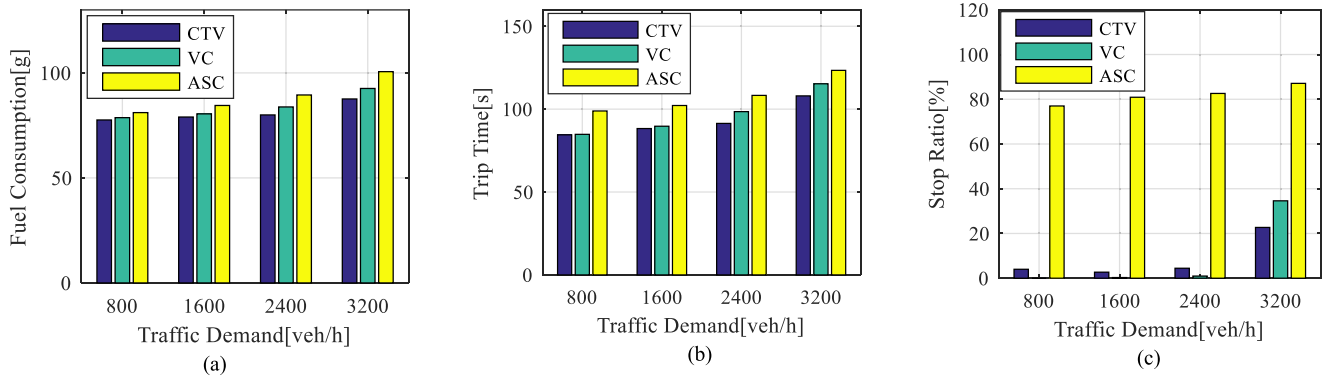 Fuel Consumption[g]
100
50
0
CTV
VC
ASC
800 1600 2400 3200
Traffic Demand[veh/h]
(a)
Trip Time[s]
150
100
50
0
CTV
VC
ASC
800 1600 2400 3200
Traffic Demand[veh/h]
(b)
Stop Ratio[%]
120
100
80
60
40
20
0
CTV
VC
ASC
800 1600 2400 3200
Traffic Demand[veh/h]
(c)